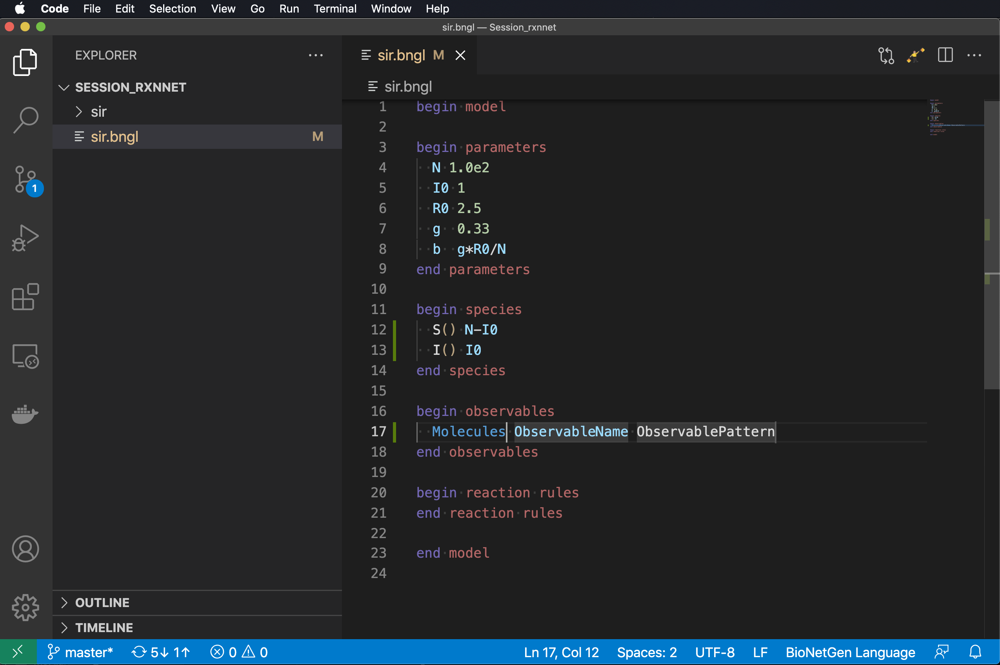 Code File Edit Selection View Go Run Terminal Window Help
sir.bngl — Session_rxnnet
EXPLORER
SESSION_RXNNET
sir
sir.bngl M
sir.bngl M
sir.bngl
1 begin model
2
3 begin parameters
4 N 1.0e2
5 I0 1
6 R0 2.5
7 g 0.33
8 b g*R0/N
9 end parameters
10
11 begin species
12 S() N-I0
13 I() I0
14 end species
15
16 begin observables
17 Molecules ObservableName ObservablePattern
18 end observables
19
20 begin reaction rules
21 end reaction rules
22
23 end model
24
1
OUTLINE
TIMELINE
master* 5↓ 1↑ 0 0 Ln 17, Col 12 Spaces: 2 UTF-8 LF BioNetGen Language